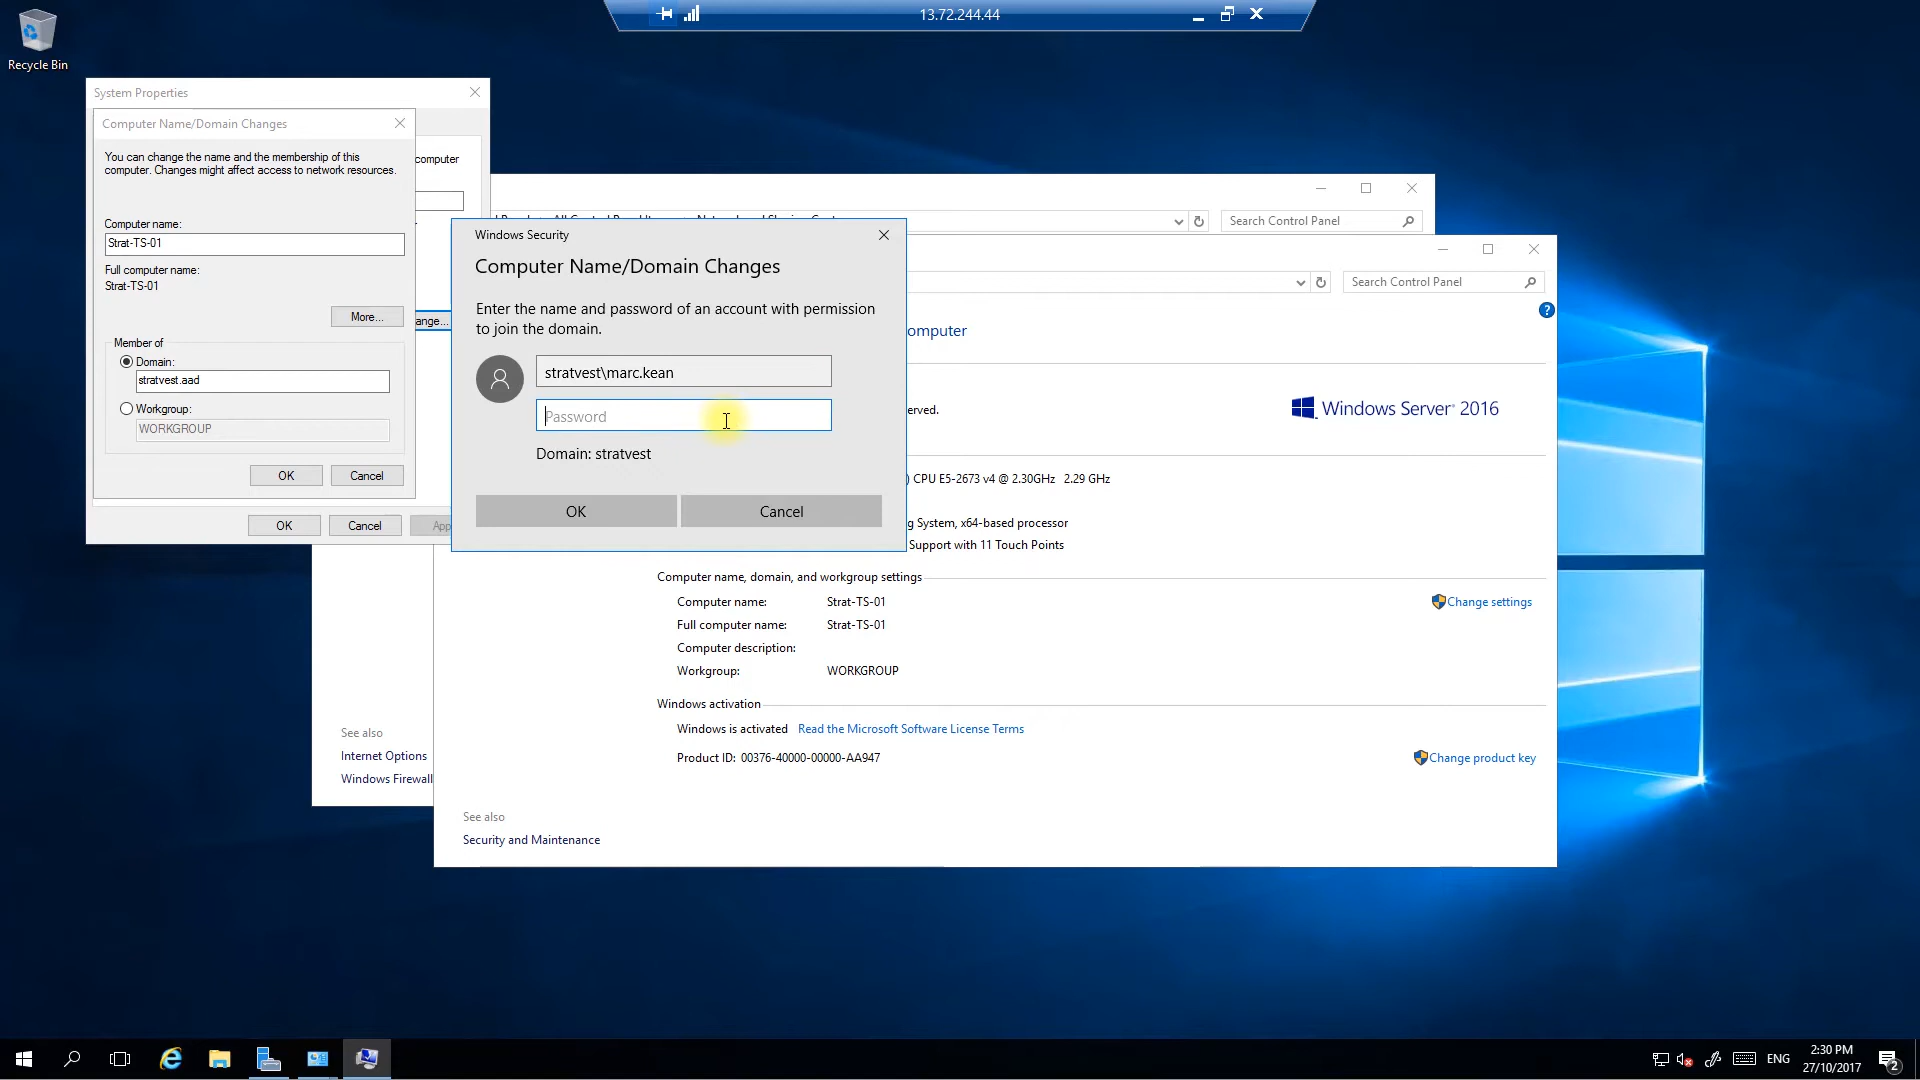 13.72.244.44
Recycle Bin
System Properties
Computer Name/Domain Changes
You can change the name and the membership of this
computer. Changes might affect access to network resources.
Computer name:
Strat-TS-01
Full computer name:
Strat-TS-01
More...
Member of
Domain:
stratvest.aad
Workgroup:
WORKGROUP
OK
Cancel
OK
Cancel
App
computer
ange...
Search Control Panel
Windows Security
Computer Name/Domain Changes
Enter the name and password of an account with permission
to join the domain.
stratvest\marc.kean
Password
Domain: stratvest
OK
Cancel
Search Control Panel
omputer
erved.
Windows Server® 2016
) CPU E5-2673 v4 @ 2.30GHz 2.29 GHz
g System, x64-based processor
Support with 11 Touch Points
Computer name, domain, and workgroup settings
Computer name: Strat-TS-01
Change settings
Full computer name: Strat-TS-01
Computer description:
Workgroup: WORKGROUP
Windows activation
Windows is activated Read the Microsoft Software License Terms
Product ID: 00376-40000-00000-AA947
Change product key
See also
Internet Options
Windows Firewall
See also
Security and Maintenance
ENG
2:30 PM
27/10/2017
2